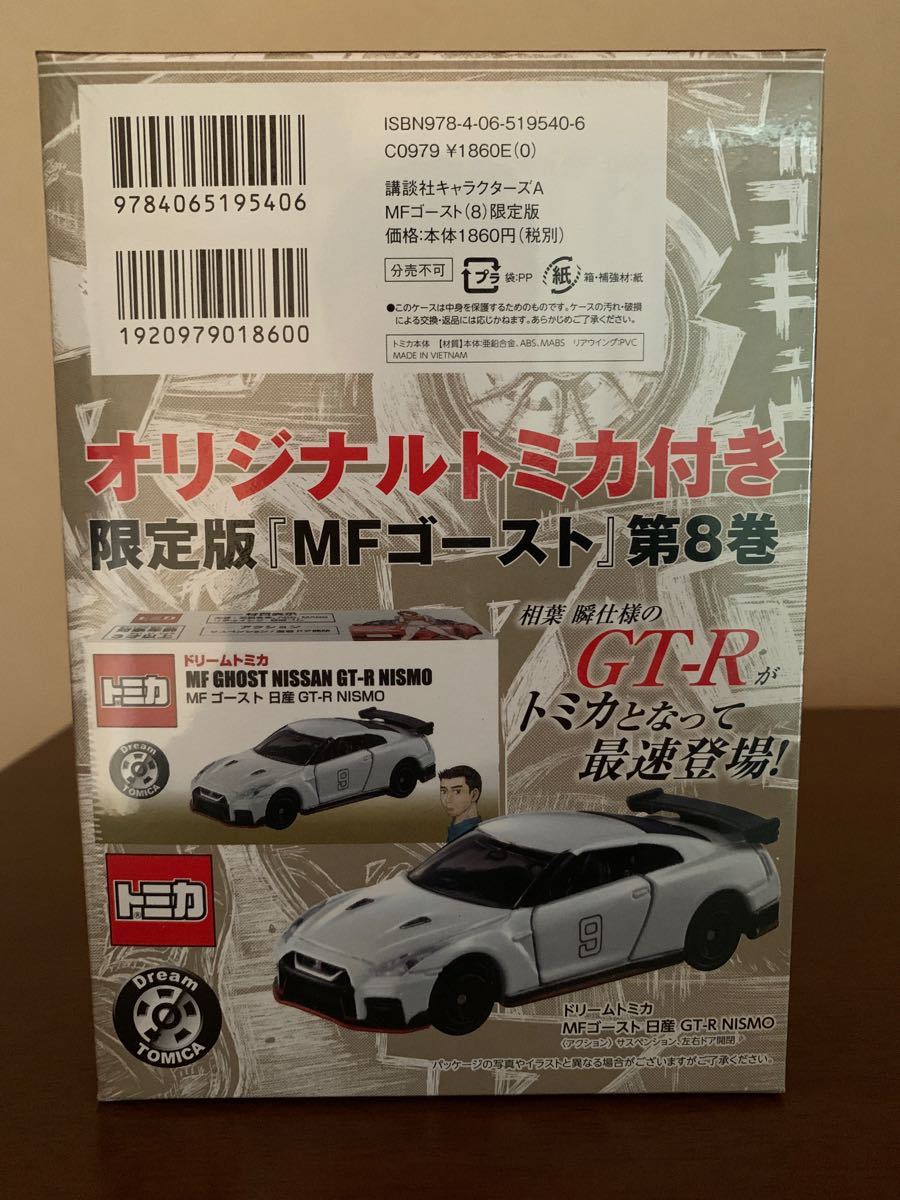 9784065195406
1920979018600
ISBN978-4-06-519540-6
C0979 ¥1860E(0)
講談社キャラクターズA
MFゴースト(8)限定版
価格:本体1860円(税別)
分売不可
プラ
袋:PP
紙
箱・補強材:紙
●このケースは中身を保護するためのものです。ケースの汚れ・破損
による交換・返品には応じかねます。あらかじめご了承ください。
トミカ本体 【材質】本体:亜鉛合金、ABS、MABS リアウイング:PVC
MADE IN VIETNAM
オリジナルトミカ付き
限定版『MFゴースト』第8巻
相葉 瞬仕様の
GT-Rが
トミカとなって
最速登場!
アクション
ドリームトミカ
MF GHOST NISSAN GT-R NISMO
MF ゴースト 日産 GT-R NISMO
トミカ
Dream
TOMICA
9
トミカ
Dream
TOMICA
9
ドリームトミカ
MFゴースト 日産 GT-R NISMO
〈アクション〉サスペンション、左右ドア開閉
パッケージの写真やイラストと異なる場合がございますがご了承ください。